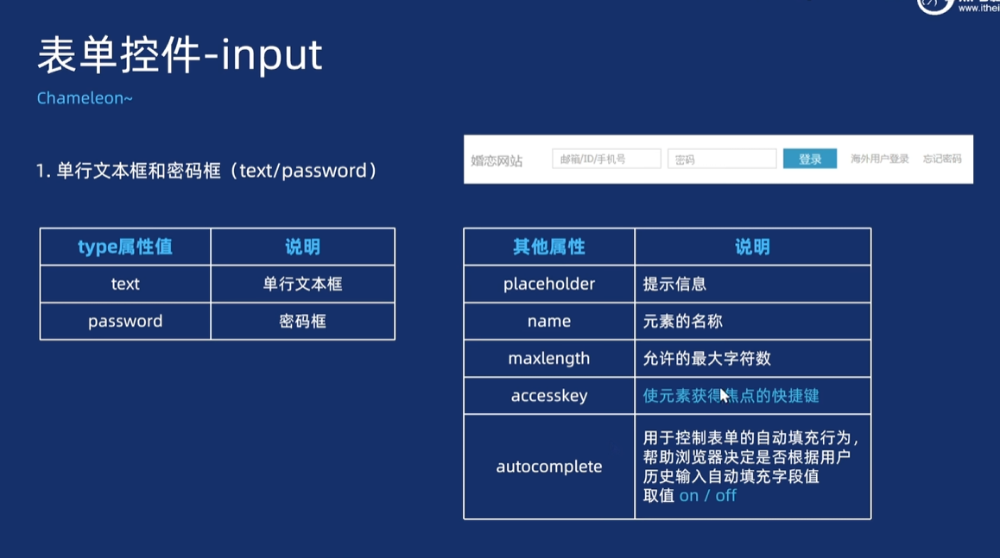 www.ithei
表单控件-input
Chameleon~
1. 单行文本框和密码框（text/password）
婚恋网站 邮箱/ID/手机号 密码 登录 海外用户登录 忘记密码
type属性值 说明
text 单行文本框
password 密码框
其他属性 说明
placeholder 提示信息
name 元素的名称
maxlength 允许的最大字符数
accesskey 使元素获得焦点的快捷键
autocomplete 用于控制表单的自动填充行为，
帮助浏览器决定是否根据用户
历史输入自动填充字段值
取值 on / off